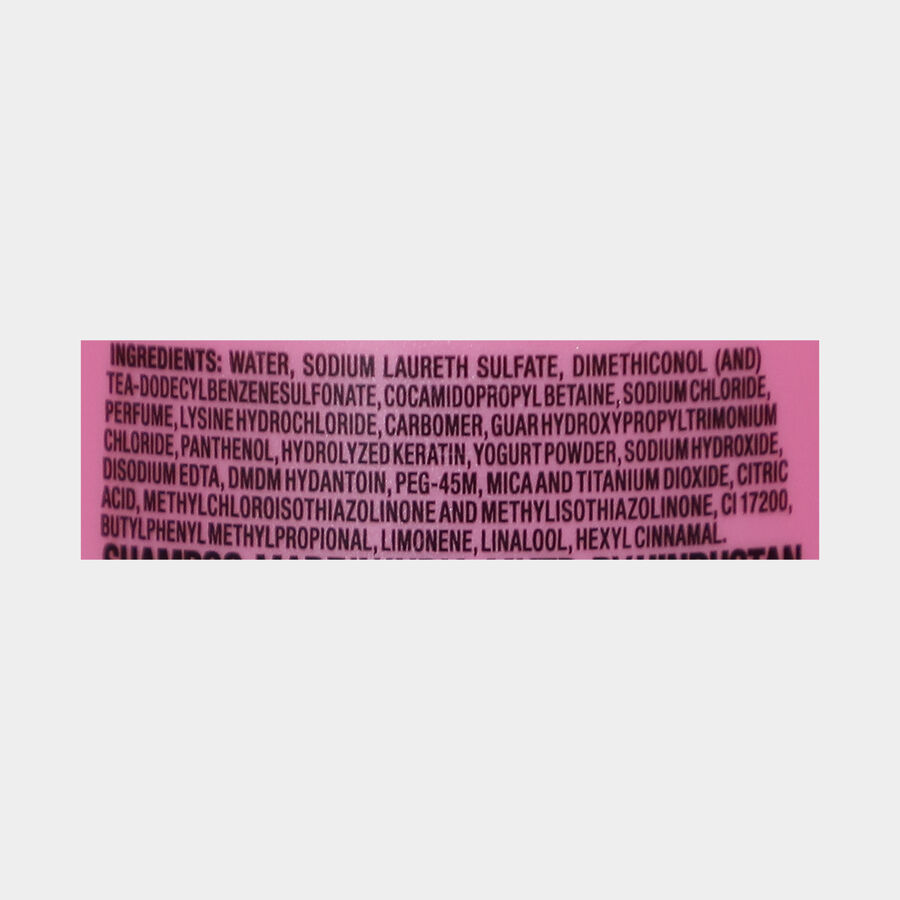 INGREDIENTS: WATER, SODIUM LAURETH SULFATE, DIMETHICONOL (AND)
TEA-DODECYLBENZENESULFONATE, COCAMIDOPROPYL BETAINE, SODIUM CHLORIDE,
PERFUME, LYSINE HYDROCHLORIDE, CARBOMER, GUAR HYDROXYPROPYLTRIMONIUM
CHLORIDE, PANTHENOL, HYDROLYZED KERATIN, YOGURT POWDER, SODIUM HYDROXIDE,
DISODIUM EDTA, DMDM HYDANTOIN, PEG-45M, MICA AND TITANIUM DIOXIDE, CITRIC
ACID, METHYLCHLOROISOTHIAZOLINONE AND METHYLISOTHIAZOLINONE, CI 17200,
BUTYLPHENYL METHYLPROPIONAL, LIMONENE, LINALOOL, HEXYL CINNAMAL.
SHAMPOO